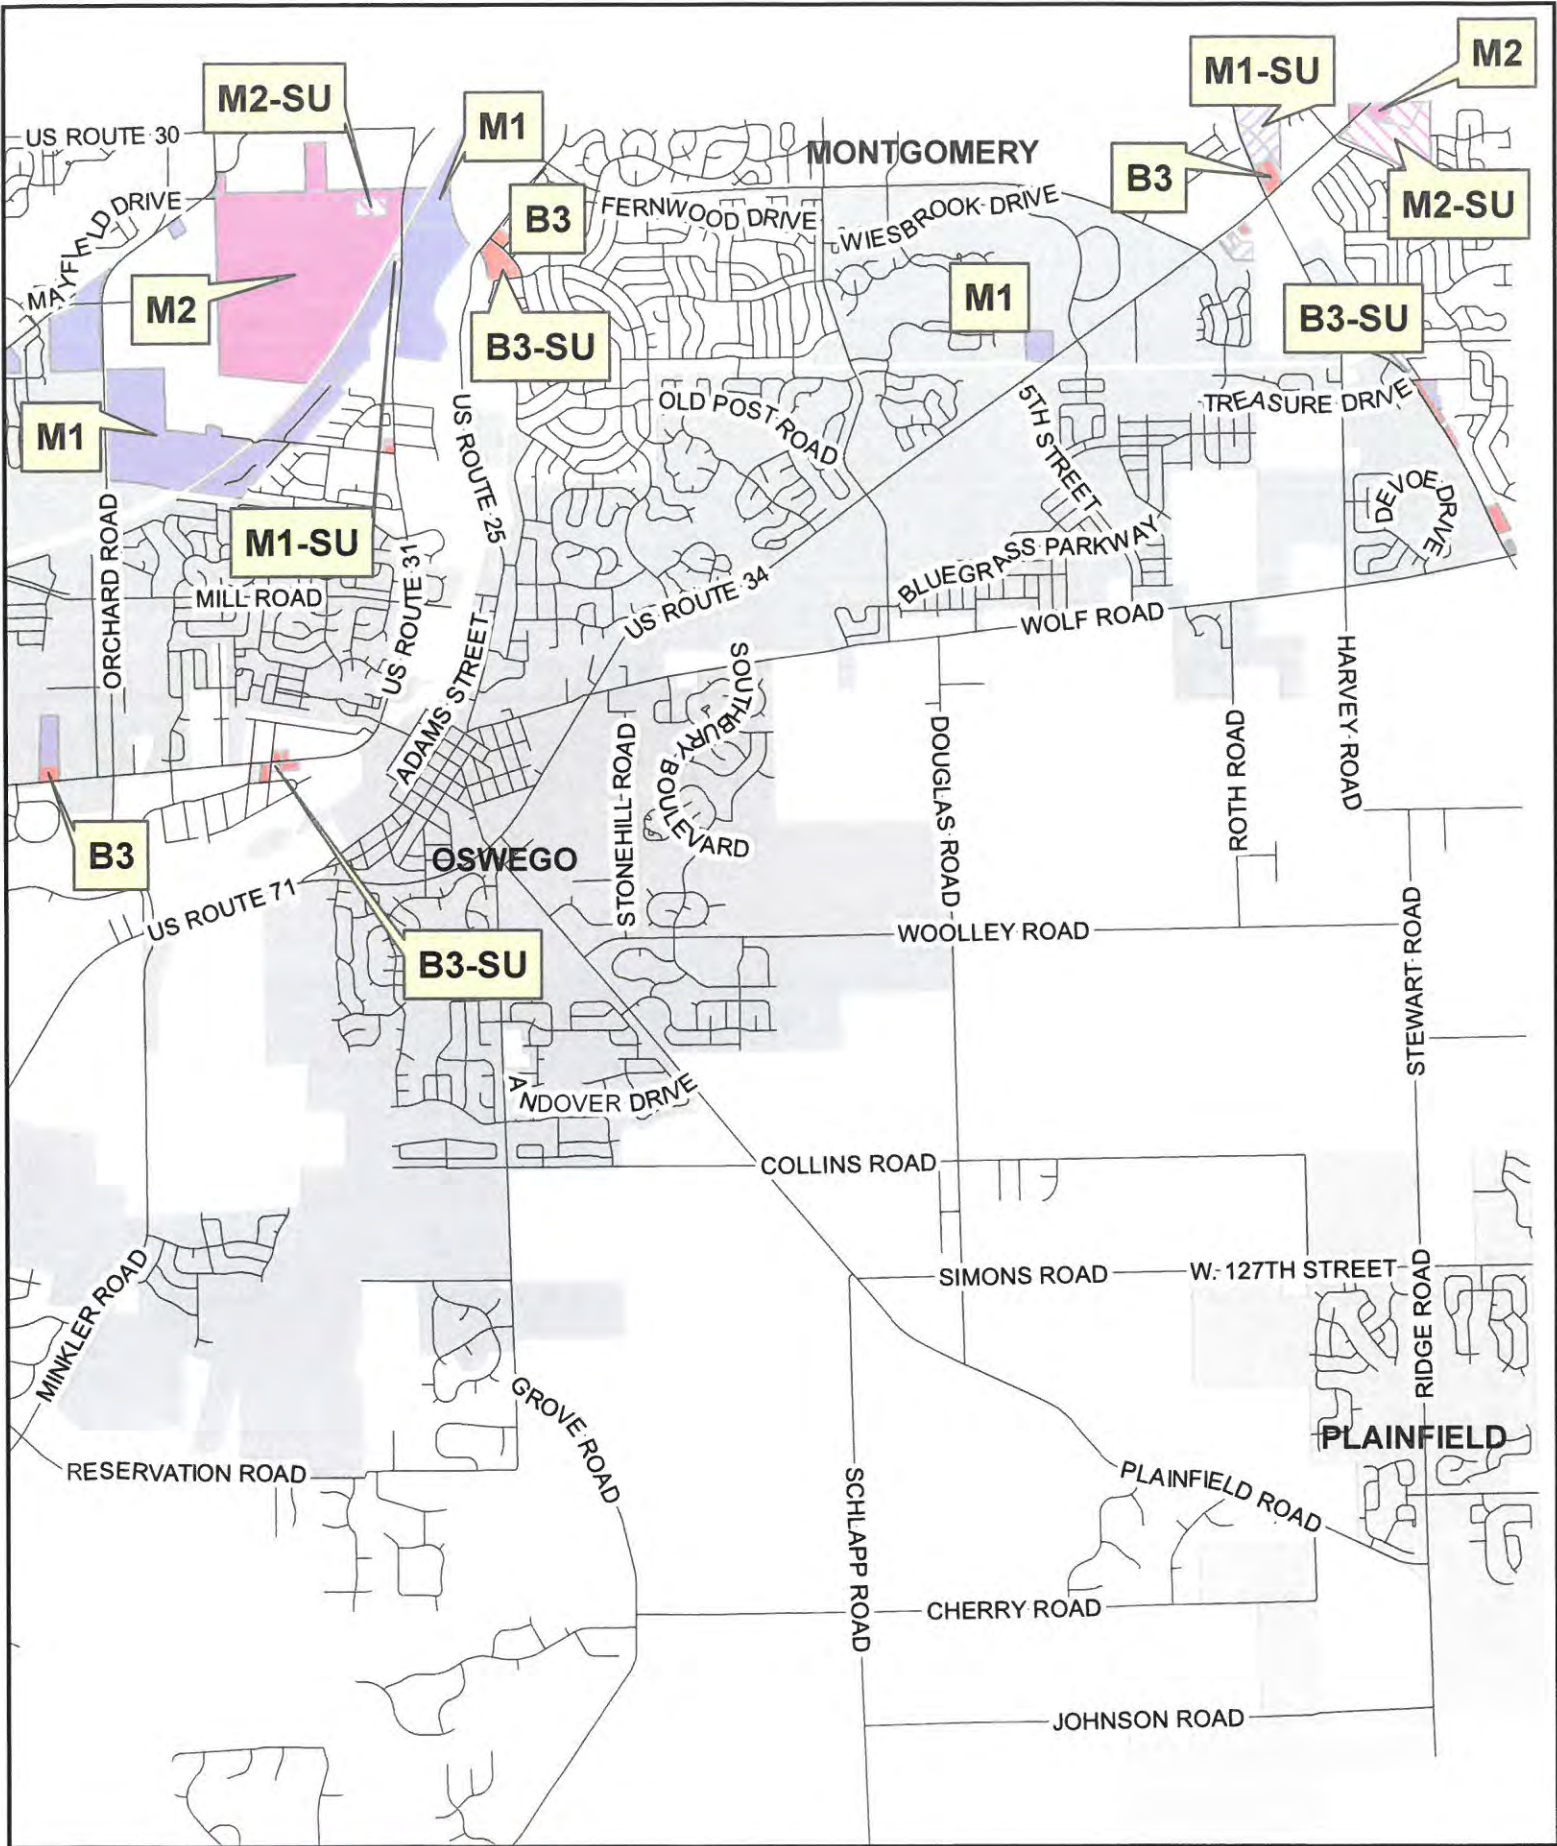 M2
M1-SU
M2-SU
M1
US ROUTE 30
MONTGOMERY
B3
B3
M2-SU
MAYFIELD DRIVE
FERNWOOD DRIVE
WIESBROOK DRIVE
M2
M1
B3-SU
B3-SU
M1
US ROUTE 25
OLD POST ROAD
5TH STREET
TREASURE DRIVE
DEVOE DRIVE
M1-SU
ORCHARD ROAD
MILL ROAD
US ROUTE 31
US ROUTE 34
BLUEGRASS PARKWAY
WOLF ROAD
ADAMS STREET
SOUTHBURY BOULEVARD
STONEHILL ROAD
DOUGLAS ROAD
ROTH ROAD
HARVEY ROAD
B3
OSWEGO
US ROUTE 71
WOOLLEY ROAD
STEWART ROAD
B3-SU
ANDOVER DRIVE
COLLINS ROAD
SIMONS ROAD
W. 127TH STREET
MINKLER ROAD
RIDGE ROAD
GROVE ROAD
PLAINFIELD
RESERVATION ROAD
SCHLAPP ROAD
PLAINFIELD ROAD
CHERRY ROAD
JOHNSON ROAD